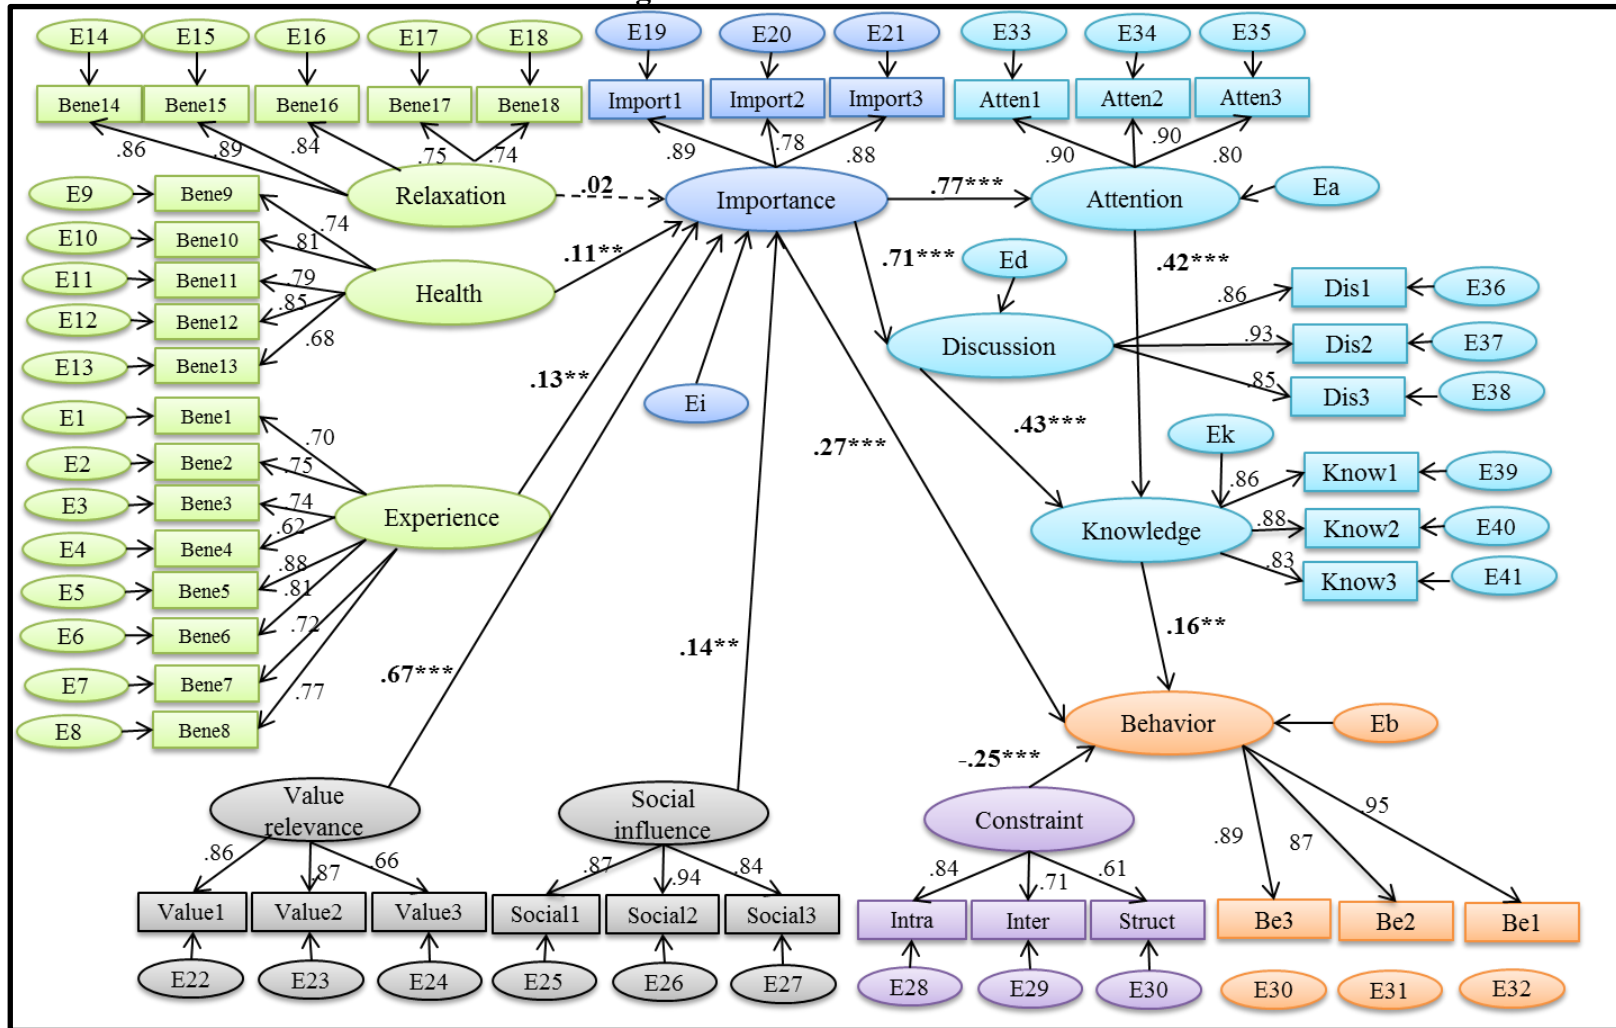 g
E14 E15 E16 E17 E18 E19 E20 E21 E33 E34 E35
Bene14 Bene15 Bene16 Bene17 Bene18 Import1 Import2 Import3 Atten1 Atten2 Atten3
.86 .89 .84 .75 .74 .89 .78 .88 .90 .90 .80
E9 Bene9 Relaxation .02 Importance .77*** Attention Ea
.74
E10 Bene10 .81
.11** .71*** Ed .42***
E11 Bene11 .79 Health Dis1 E36
.86
E12 Bene12 .85
.68 Discussion .93 Dis2 E37
E13 Bene13
.13** .85 Dis3 E38
E1 Bene1 Ei
.70 .43*** Ek
E2 Bene2 .75 .27*** .86 Know1 E39
E3 Bene3 .74
Experience Knowledge .88 Know2 E40
E4 Bene4 .62
.88 .83 Know3 E41
E5 Bene5 .81
E6 Bene6 .72 .16**
.14**
E7 Bene7 .67***
.77
E8 Bene8 Behavior Eb
-.25***
Value Social
relevance influence Constraint .95
.89 87
.86 .87 .66 .87 .94 .84 .84 .71 .61
Value1 Value2 Value3 Social1 Social2 Social3 Intra Inter Struct Be3 Be2 Be1
E22 E23 E24 E25 E26 E27 E28 E29 E30 E30 E31 E32